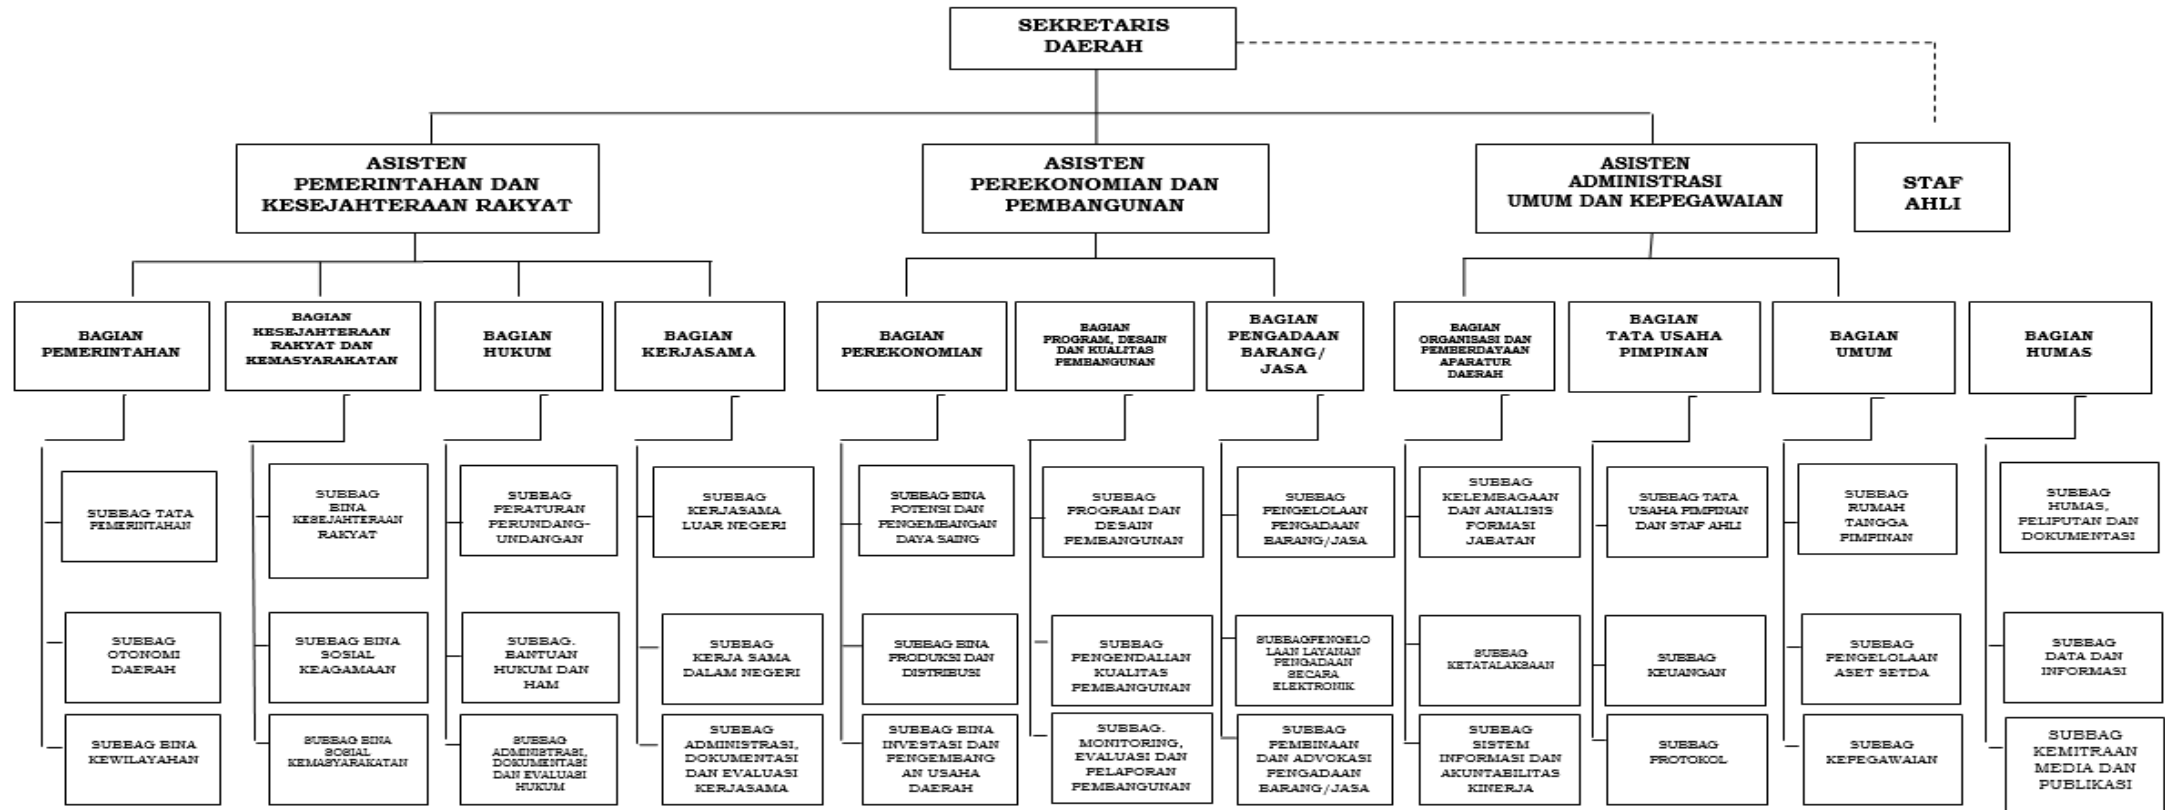 SEKRETARIS
DAERAH
ASISTEN
PEMERINTAHAN DAN
KESEJAHTERAAN RAKYAT
ASISTEN
PEREKONOMIAN DAN
PEMBANGUNAN
ASISTEN
ADMINISTRASI
UMUM DAN KEPEGAWAIAN
STAF
AHLI
BAGIAN
PEMERINTAHAN
BAGIAN
KESEJAHTERAAN
RAKYAT DAN
KEMASYARAKATAN
BAGIAN
HUKUM
BAGIAN
KERJASAMA
BAGIAN
PEREKONOMIAN
BAGIAN
PROGRAM, DESAIN
DAN KUALITAS
PEMBANGUNAN
BAGIAN
PENGADAAN
BARANG/
JASA
BAGIAN
ORGANISASI DAN
PEMBERDAYAAN
APARATUR
DAERAH
BAGIAN
TATA USAHA
PIMPINAN
BAGIAN
UMUM
BAGIAN
HUMAS
SUBBAG TATA
PEMERINTAHAN
SUBBAG
BINA
KESEJAHTERAAN
RAKYAT
SUBBAG
PERATURAN
PERUNDANG-
UNDANGAN
SUBBAG
KERJASAMA
LUAR NEGERI
SUBBAG BINA
POTENSI DAN
PENGEMBANGAN
DAYA SAING
SUBBAG
PROGRAM DAN
DESAIN
PEMBANGUNAN
SUBBAG
PENGELOLAAN
PENGADAAN
BARANG/JASA
SUBBAG
KELEMBAGAAN
DAN ANALISIS
FORMASI
JABATAN
SUBBAG TATA
USAHA PIMPINAN
DAN STAF AHLI
SUBBAG
RUMAH
TANGGA
PIMPINAN
SUBBAG
HUMAS,
PELIPUTAN DAN
DOKUMENTASI
SUBBAG
OTONOMI
DAERAH
SUBBAG BINA
SOSIAL
KEAGAMAAN
SUBBAG.
BANTUAN
HUKUM DAN
HAM
SUBBAG
KERJA SAMA
DALAM NEGERI
SUBBAG BINA
PRODUKSI DAN
DISTRIBUSI
SUBBAG
PENGENDALIAN
KUALITAS
PEMBANGUNAN
SUBBAGPENGELO
LAAN LAYANAN
PENGADAAN
SECARA
ELEKTRONIK
SUBBAG
KETATALAKSAAN
SUBBAG
KEUANGAN
SUBBAG
PENGELOLAAN
ASET SETDA
SUBBAG
DATA DAN
INFORMASI
SUBBAG BINA
KEWILAYAHAN
SUBBAG BINA
SOSIAL
KEMASYARAKATAN
SUBBAG
ADMINISTRASI,
DOKUMENTASI
DAN EVALUASI
HUKUM
SUBBAG
ADMINISTRASI,
DOKUMENTASI
DAN EVALUASI
KERJASAMA
SUBBAG BINA
INVESTASI DAN
PENGEMBANG
AN USAHA
DAERAH
SUBBAG.
MONITORING,
EVALUASI DAN
PELAPORAN
PEMBANGUNAN
SUBBAG
PEMBINAAN
DAN ADVOKASI
PENGADAAN
BARANG/JASA
SUBBAG
SISTEM
INFORMASI DAN
AKUNTABILITAS
KINERJA
SUBBAG
PROTOKOL
SUBBAG
KEPEGAWAIAN
SUBBAG
KEMITRAAN
MEDIA DAN
PUBLIKASI